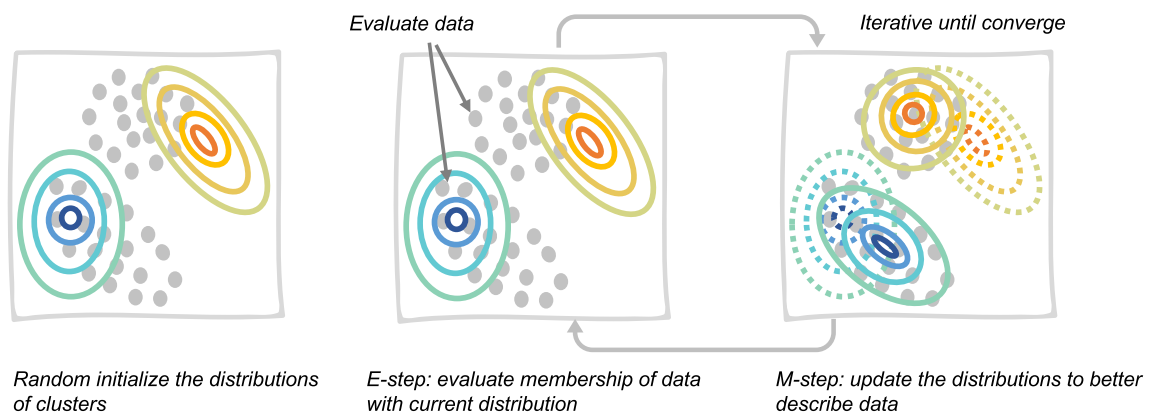 Evaluate data
Iterative until converge
Random initialize the distributions
of clusters
E-step: evaluate membership of data
with current distribution
M-step: update the distributions to better
describe data